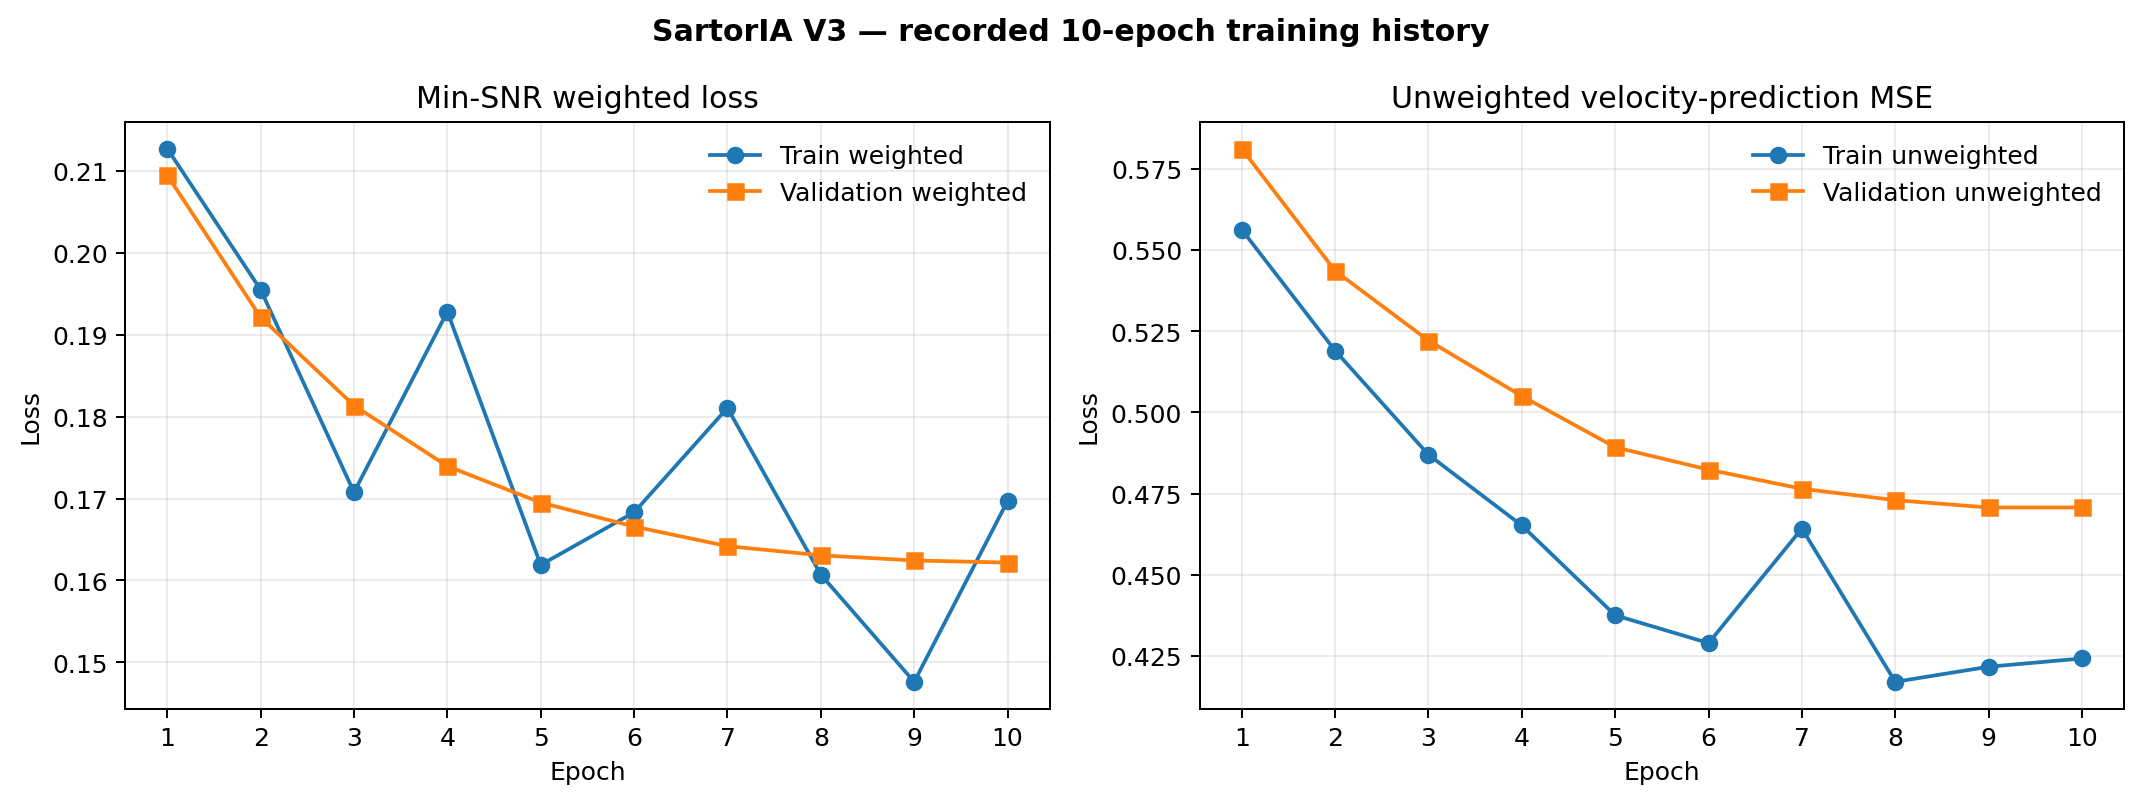 SartorIA V3 — recorded 10-epoch training history
Min-SNR weighted loss
Train weighted
Validation weighted
0.21
0.20
0.19
0.18
0.17
0.16
0.15
Loss
1 2 3 4 5 6 7 8 9 10
Epoch
Unweighted velocity-prediction MSE
Train unweighted
Validation unweighted
0.575
0.550
0.525
0.500
0.475
0.450
0.425
Loss
1 2 3 4 5 6 7 8 9 10
Epoch